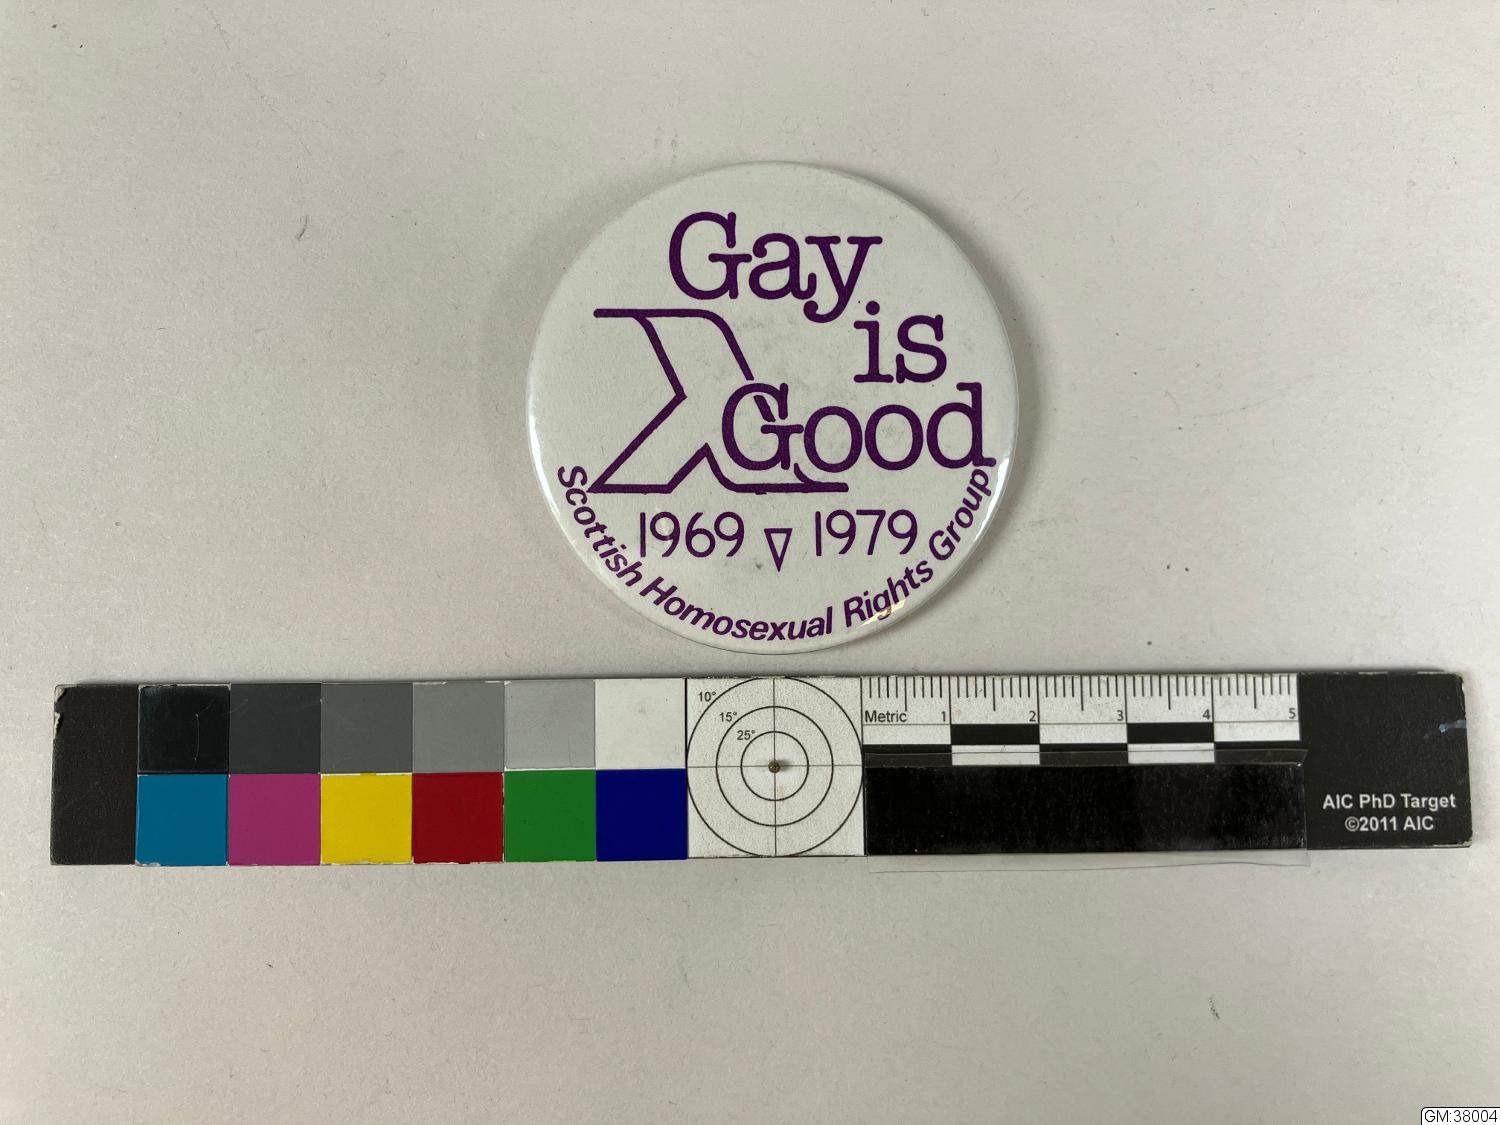 Gay
is
Good
1969 ▽ 1979
Scottish Homosexual Rights Group
10°
15°
25°
Metric 1 2 3 4 5
AIC PhD Target
©2011 AIC
GM:38004